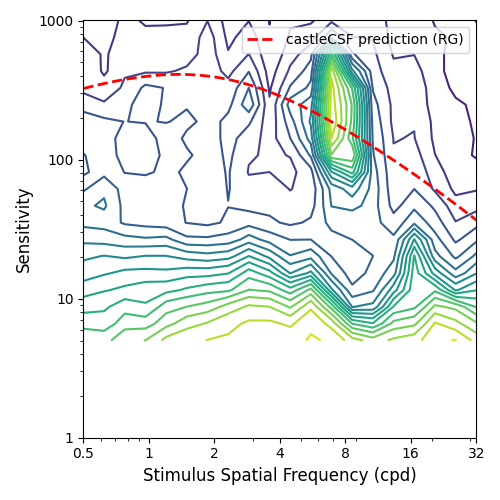 1000
castleCSF prediction (RG)
100
10
1
Sensitivity
0.5 1 2 4 8 16 32
Stimulus Spatial Frequency (cpd)